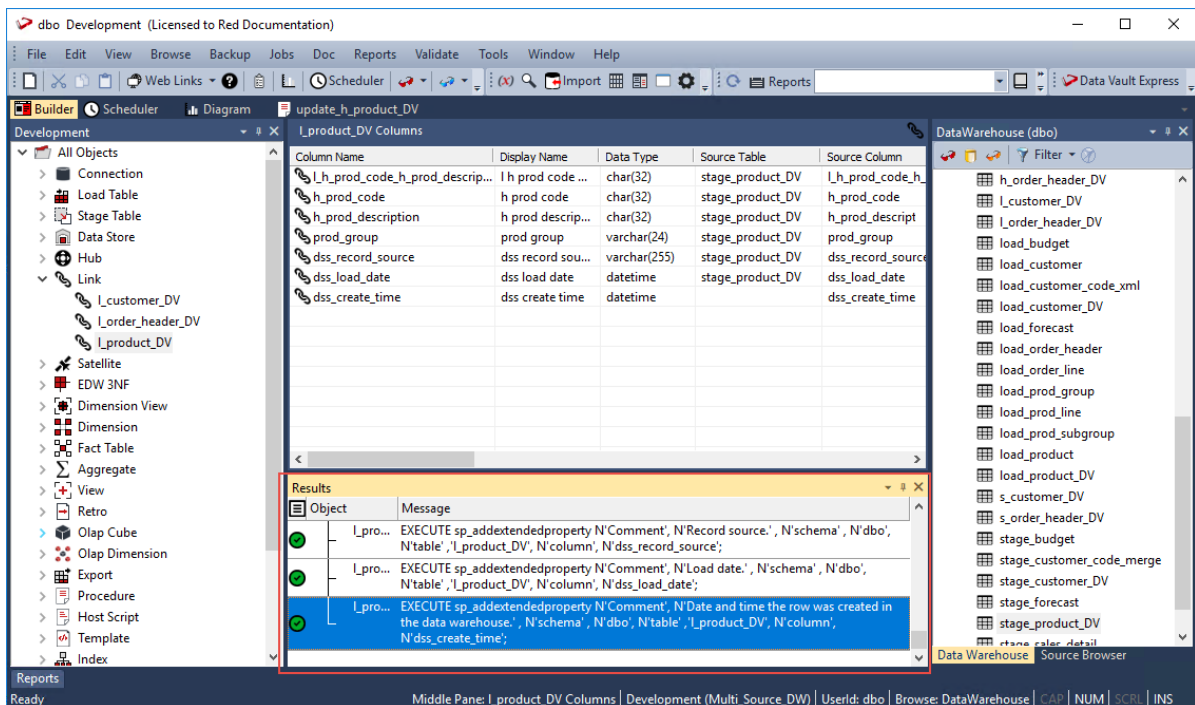 dbo Development (Licensed to Red Documentation)
File Edit View Browse Backup Jobs Doc Reports Validate Tools Window Help
Web Links Scheduler (x) Import Reports Data Vault Express
Builder Scheduler Diagram update_h_product_DV
Development
All Objects
Connection
Load Table
Stage Table
Data Store
Hub
Link
l_customer_DV
l_order_header_DV
l_product_DV
Satellite
EDW 3NF
Dimension View
Dimension
Fact Table
Aggregate
View
Retro
Olap Cube
Olap Dimension
Export
Procedure
Host Script
Template
Index
l_product_DV Columns
Column Name Display Name Data Type Source Table Source Column
l_h_prod_code_h_prod_descrip... l h prod code ... char(32) stage_product_DV l_h_prod_code_h_
h_prod_code h prod code char(32) stage_product_DV h_prod_code
h_prod_description h prod descrip... char(32) stage_product_DV h_prod_descript
prod_group prod group varchar(24) stage_product_DV prod_group
dss_record_source dss record sou... varchar(255) stage_product_DV dss_record_source
dss_load_date dss load date datetime stage_product_DV dss_load_date
dss_create_time dss create time datetime dss_create_time
Results
Object Message
l_pro... EXECUTE sp_addextendedproperty N'Comment', N'Record source.' , N'schema' , N'dbo',
N'table' ,'l_product_DV', N'column', N'dss_record_source';
l_pro... EXECUTE sp_addextendedproperty N'Comment', N'Load date.' , N'schema' , N'dbo',
N'table' ,'l_product_DV', N'column', N'dss_load_date';
l_pro... EXECUTE sp_addextendedproperty N'Comment', N'Date and time the row was created in
the data warehouse.' , N'schema' , N'dbo', N'table' ,'l_product_DV', N'column',
N'dss_create_time';
DataWarehouse (dbo)
Filter
h_order_header_DV
l_customer_DV
l_order_header_DV
load_budget
load_customer
load_customer_code_xml
load_customer_DV
load_forecast
load_order_header
load_order_line
load_prod_group
load_prod_line
load_prod_subgroup
load_product
load_product_DV
s_customer_DV
s_order_header_DV
stage_budget
stage_customer_code_merge
stage_customer_DV
stage_forecast
stage_product_DV
stage_sales_detail
Data Warehouse Source Browser
Reports
Ready Middle Pane: l_product_DV Columns Development (Multi_Source_DW) UserId: dbo Browse: DataWarehouse CAP NUM SCRL INS